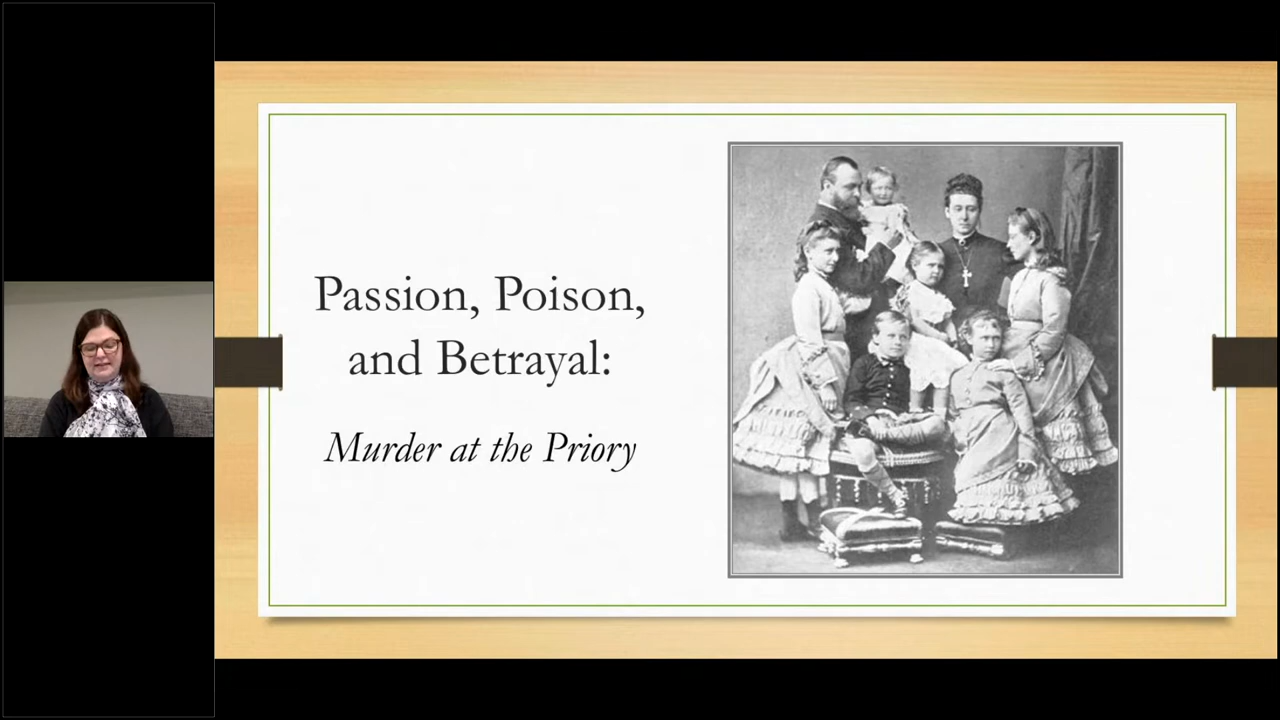 Passion, Poison,
and Betrayal:
Murder at the Priory